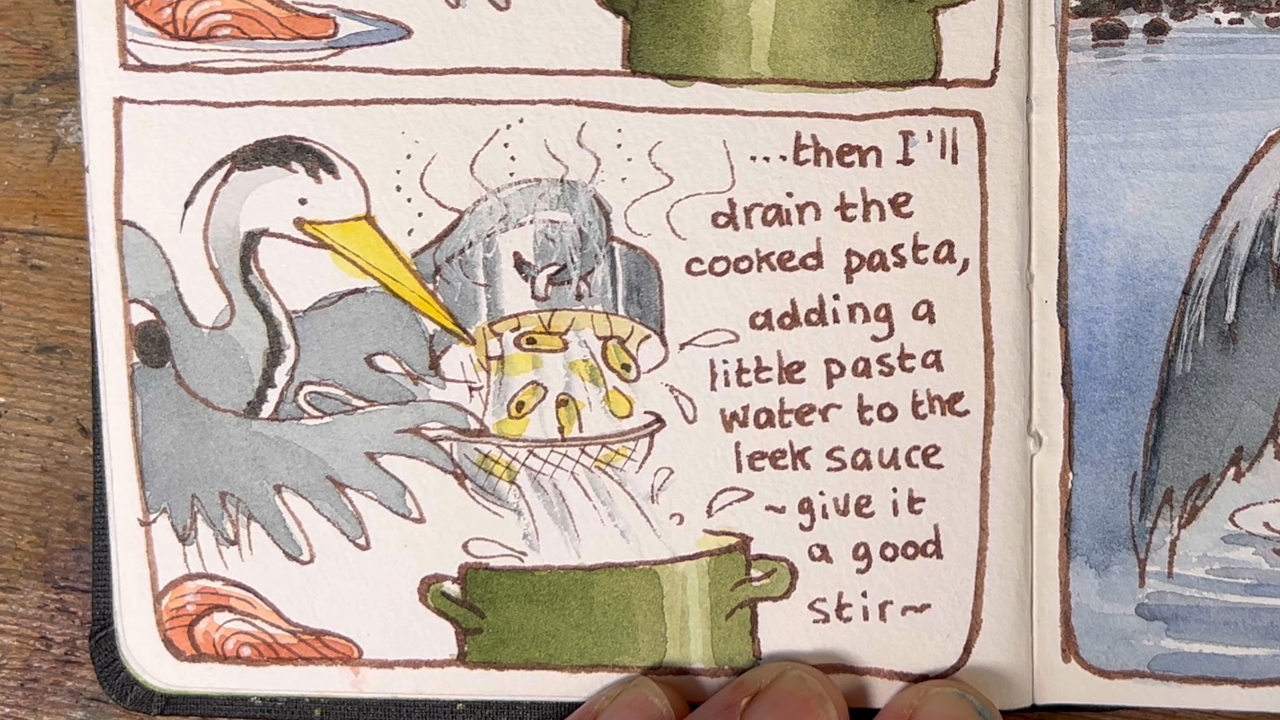 ...then I'll
drain the
cooked pasta,
adding a
little pasta
water to the
leek sauce
~give it
a good
stir~